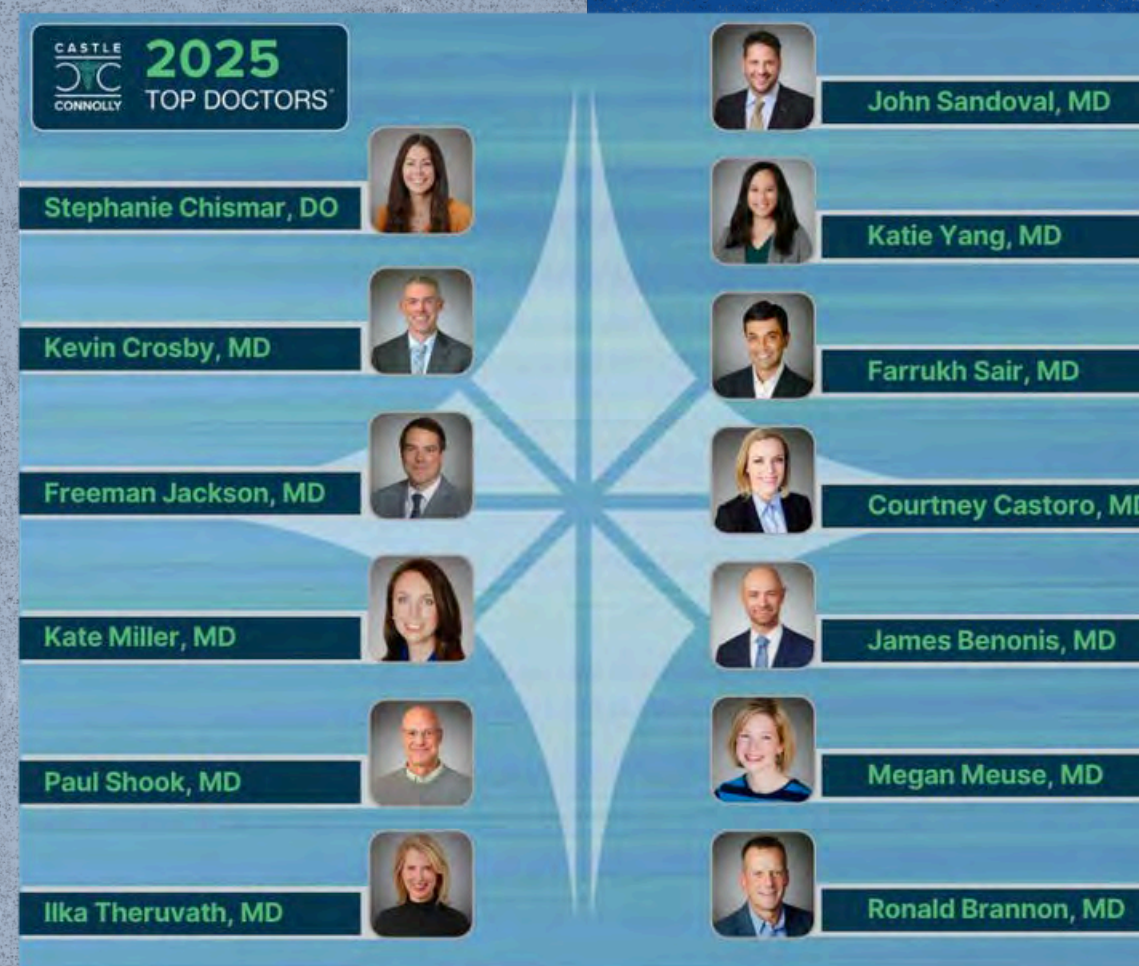 CASTLE
CONNOLLY
2025
TOP DOCTORS
Stephanie Chismar, DO
Kevin Crosby, MD
Freeman Jackson, MD
Kate Miller, MD
Paul Shook, MD
Ilka Theruvath, MD
John Sandoval, MD
Katie Yang, MD
Farrukh Sair, MD
Courtney Castoro,
James Benonis, MD
Megan Meuse, MD
Ronald Brannon, MD